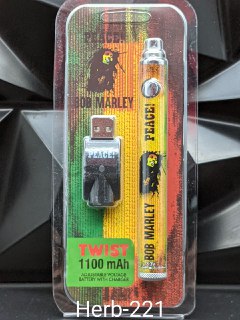 PEACE!
BOB MARLEY
PEACE!
BOB MARLEY
PEACE!
TWIST
1100 mAh
ADJUSTABLE VOLTAGE
BATTERY WITH CHARGER
Herb-221